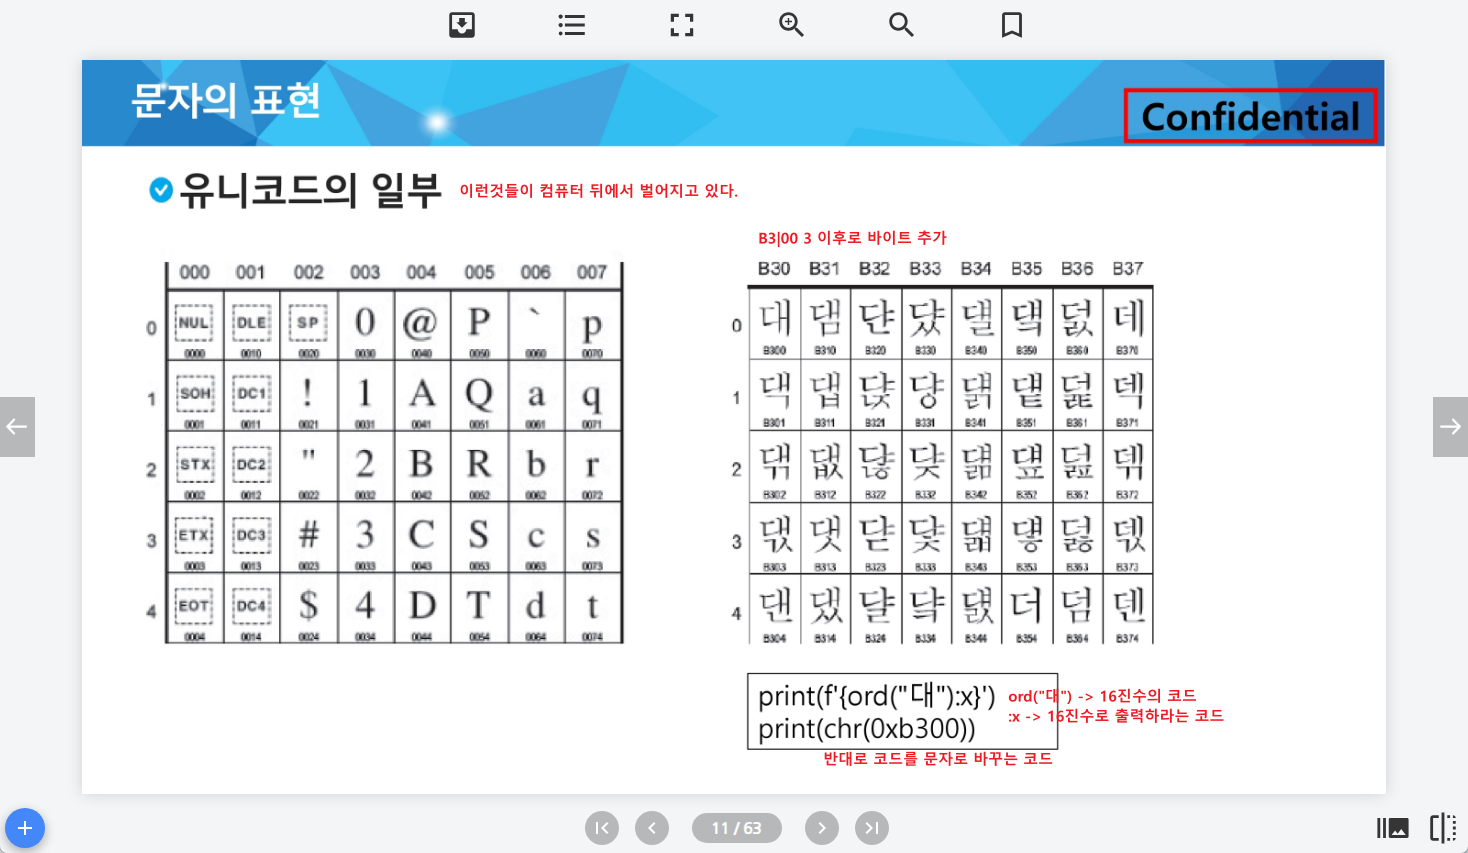 문자의 표현
Confidential
유니코드의 일부 이런것들이 컴퓨터 뒤에서 벌어지고 있다.
B3|00 3 이후로 바이트 추가
000 001 002 003 004 005 006 007
0 NUL DLE SP 0 @ P ` p
0000 0010 0020 0030 0040 0050 0060 0070
1 SOH DC1 ! 1 A Q a q
0001 0011 0021 0031 0041 0051 0061 0071
2 STX DC2 " 2 B R b r
0002 0012 0022 0032 0042 0052 0062 0072
3 ETX DC3 # 3 C S c s
0003 0013 0023 0033 0043 0053 0063 0073
4 EOT DC4 $ 4 D T d t
0004 0014 0024 0034 0044 0054 0064 0074
B30 B31 B32 B33 B34 B35 B36 B37
0 대 댐 댠 댰 댈 덐 덠 데
B300 B310 B320 B330 B340 B350 B360 B370
1 댁 댑 댡 댱 덁 덑 덡 덱
B301 B311 B321 B331 B341 B351 B361 B371
2 댂 댒 댢 댲 덂 덒 덢 덲
B302 B312 B322 B332 B342 B352 B362 B372
3 댃 댓 댣 댳 덃 덓 덣 덳
B303 B313 B323 B333 B343 B353 B363 B373
4 댄 댔 댤 댴 덄 더 덤 덴
B304 B314 B324 B334 B344 B354 B364 B374
print(f'{ord("대"):x}')
print(chr(0xb300))
ord("대") -> 16진수의 코드
:x -> 16진수로 출력하라는 코드
반대로 코드를 문자로 바꾸는 코드
11 / 63